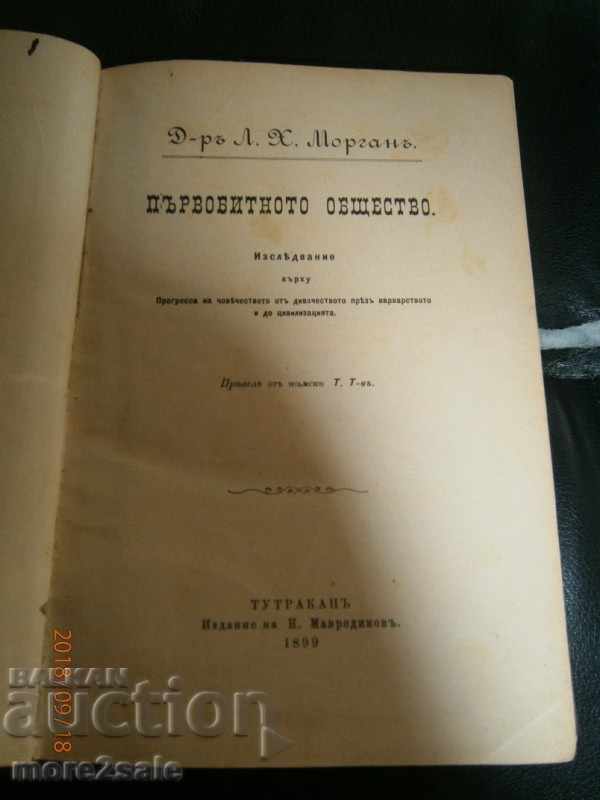 Д-ръ Л. Х. Морганъ.
ПЪРВОБИТНОТО ОБЩЕСТВО.
Изслѣдвание
върху
Прогресса на човѣчеството отъ дивачеството прѣзъ варварството
и до цивилизацията.
Прѣвелъ отъ нѣмски Т. Т-въ.
ТУТРАКАНЪ
Издание на Н. Мавродиновъ.
1899
2018/09/18
BALKAN
auction
more2sale